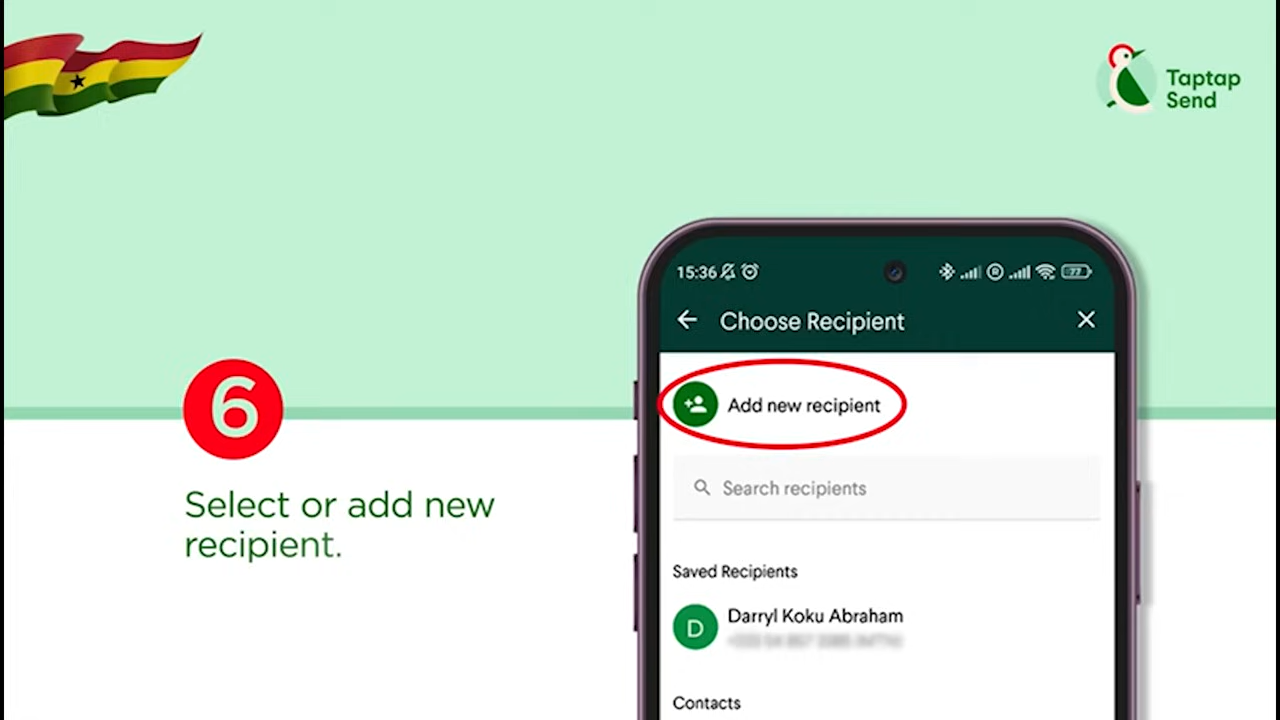 Taptap
Send
15:36
77
Choose Recipient
6
Add new recipient
Select or add new
recipient.
Search recipients
Saved Recipients
D
Darryl Koku Abraham
Contacts